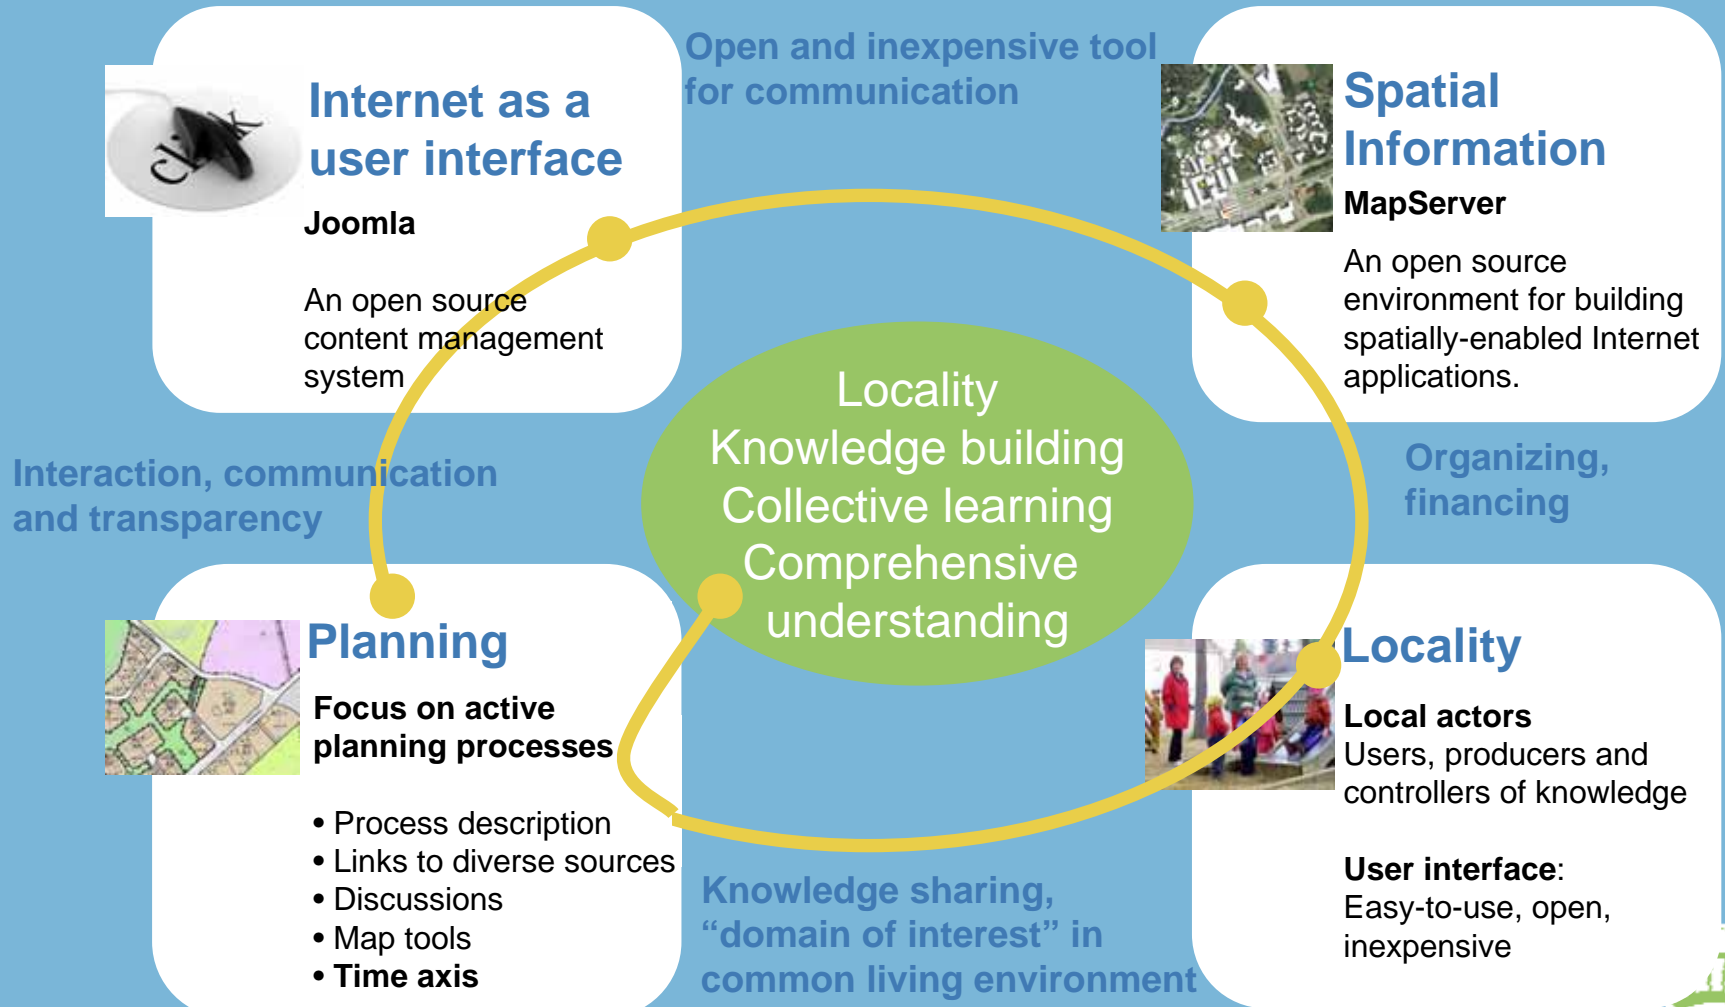 Internet as a
user interface
Joomla
An open source
content management
system
Open and inexpensive tool
for communication
Spatial
Information
MapServer
An open source
environment for building
spatially-enabled Internet
applications.
Interaction, communication
and transparency
Locality
Knowledge building
Collective learning
Comprehensive
understanding
Organizing,
financing
Planning
Focus on active
planning processes
• Process description
• Links to diverse sources
• Discussions
• Map tools
• Time axis
Knowledge sharing,
“domain of interest” in
common living environment
Locality
Local actors
Users, producers and
controllers of knowledge
User interface:
Easy-to-use, open,
inexpensive